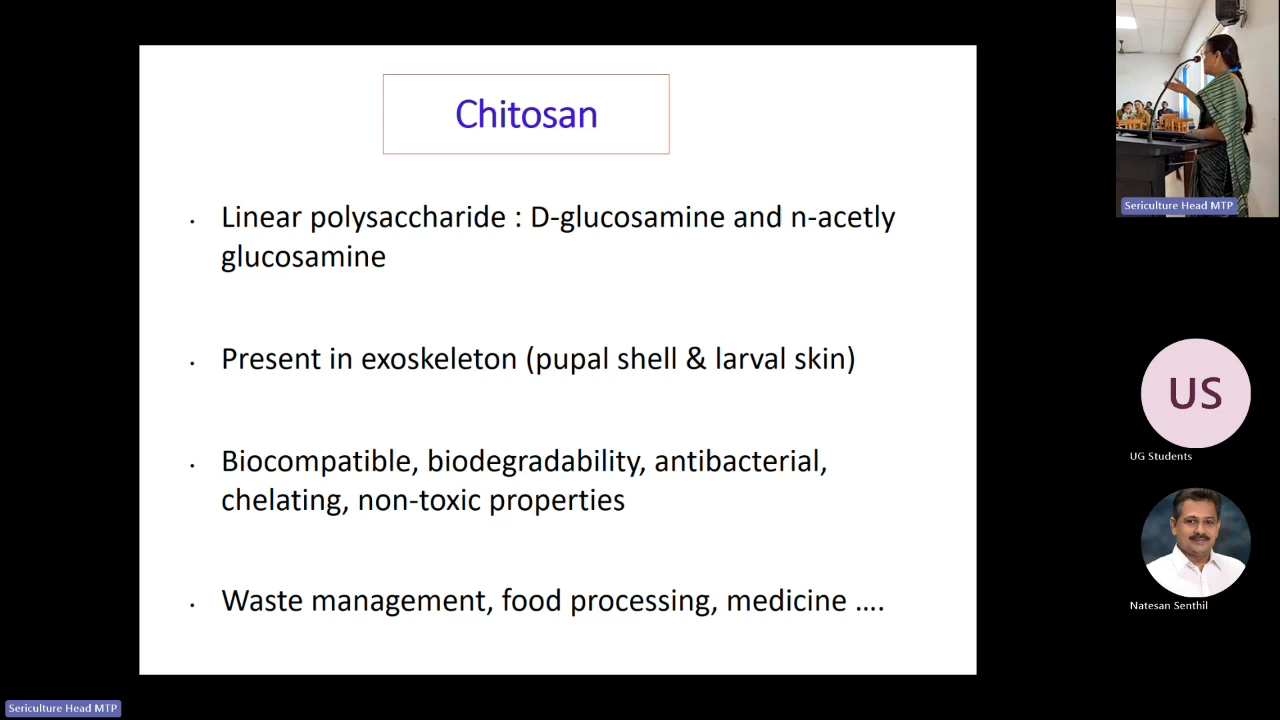 Chitosan
. Linear polysaccharide : D-glucosamine and n-acetly
glucosamine
. Present in exoskeleton (pupal shell & larval skin)
. Biocompatible, biodegradability, antibacterial,
chelating, non-toxic properties
. Waste management, food processing, medicine ....
Sericulture Head MTP
US
UG Students
Natesan Senthil
Sericulture Head MTP